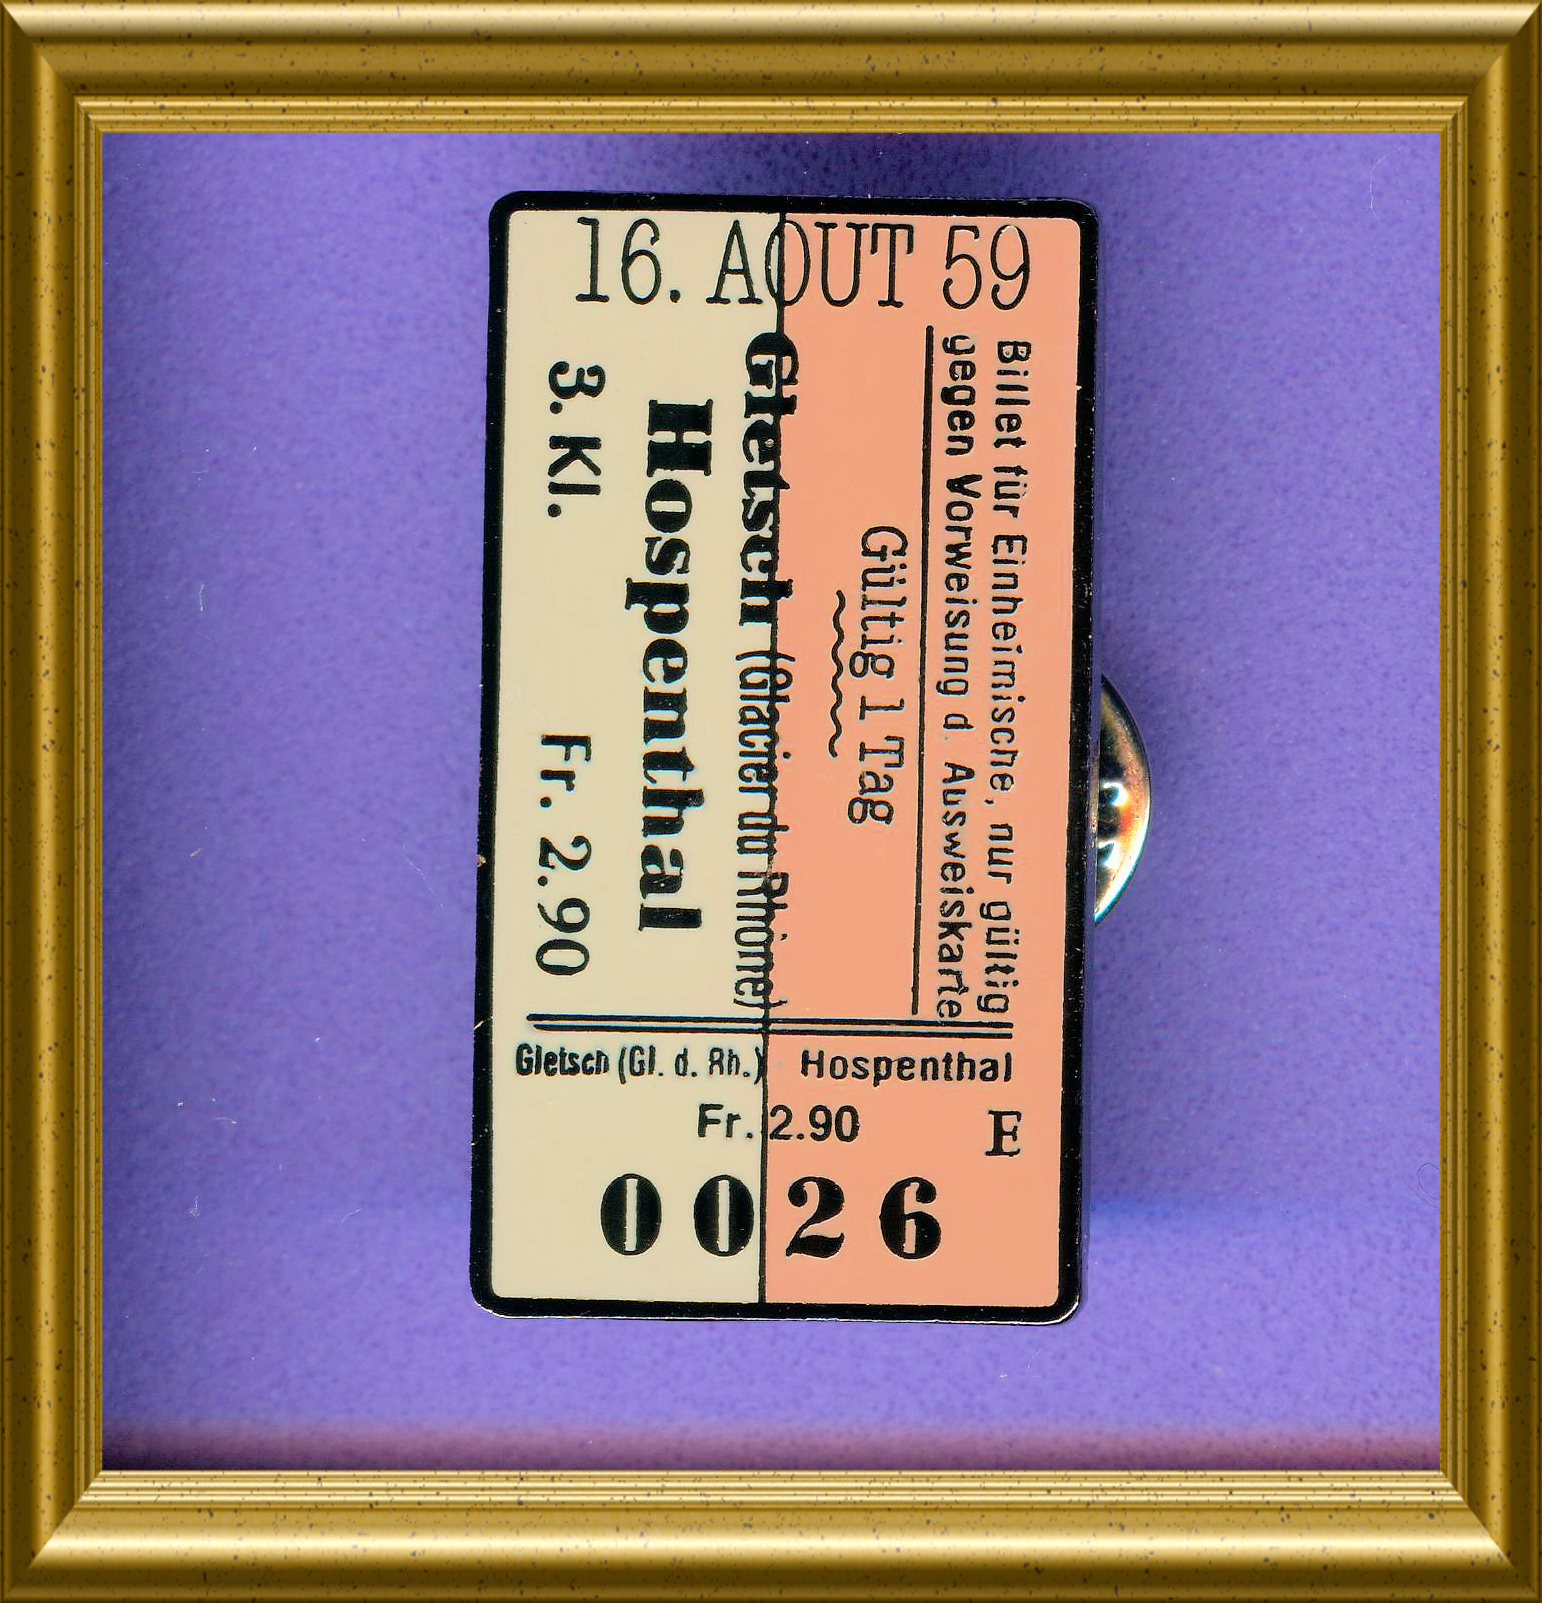 16. AOUT 59
Billet für Einheimische, nur gültig
gegen Vorweisung d. Ausweiskarte
Gültig 1 Tag
Gletsch (Glacier du Rhône)
Hospenthal
3. Kl. Fr. 2.90
Gletsch (Gl. d. Rh.) Hospenthal
Fr. 2.90 E
0026